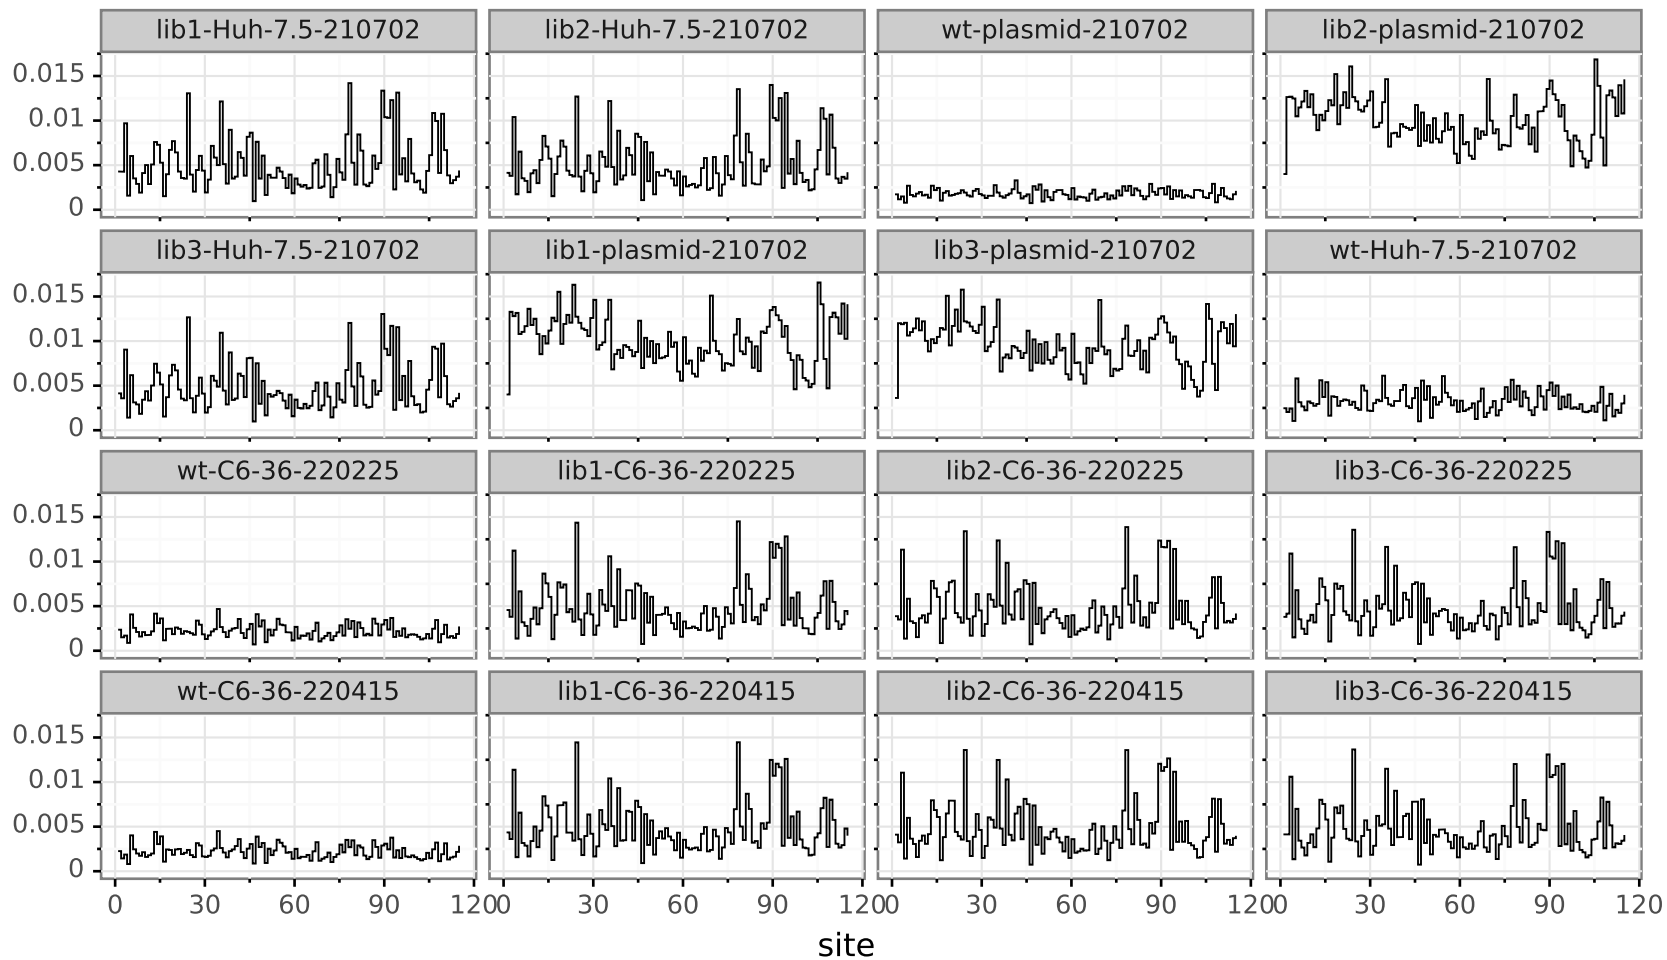 lib1-Huh-7.5-210702 lib2-Huh-7.5-210702 wt-plasmid-210702 lib2-plasmid-210702
0.015
0.01
0.005
0
lib3-Huh-7.5-210702 lib1-plasmid-210702 lib3-plasmid-210702 wt-Huh-7.5-210702
0.015
0.01
0.005
0
wt-C6-36-220225 lib1-C6-36-220225 lib2-C6-36-220225 lib3-C6-36-220225
0.015
0.01
0.005
0
wt-C6-36-220415 lib1-C6-36-220415 lib2-C6-36-220415 lib3-C6-36-220415
0.015
0.01
0.005
0
0 30 60 90 120 0 30 60 90 120 0 30 60 90 120 0 30 60 90 120
site